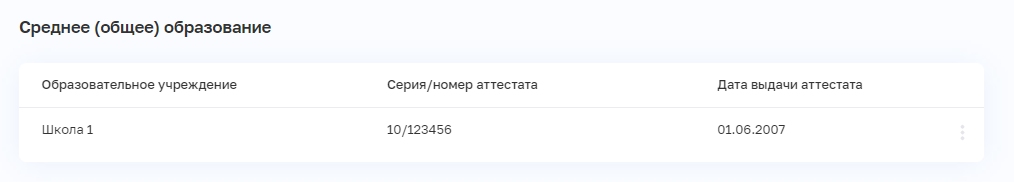 Среднее (общее) образование
Образовательное учреждение Серия/номер аттестата Дата выдачи аттестата
Школа 1 10/123456 01.06.2007